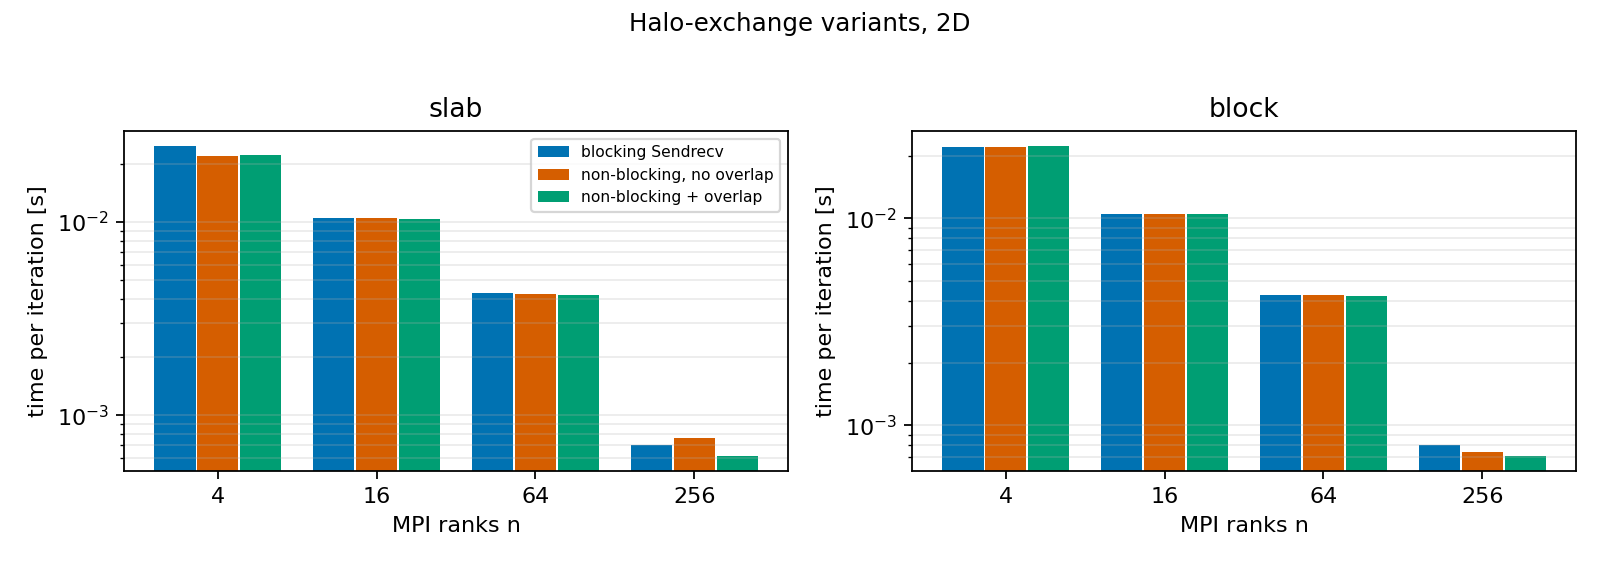 Halo-exchange variants, 2D
slab
time per iteration [s]
10⁻²
10⁻³
blocking Sendrecv
non-blocking, no overlap
non-blocking + overlap
4 16 64 256
MPI ranks n
block
time per iteration [s]
10⁻²
10⁻³
4 16 64 256
MPI ranks n